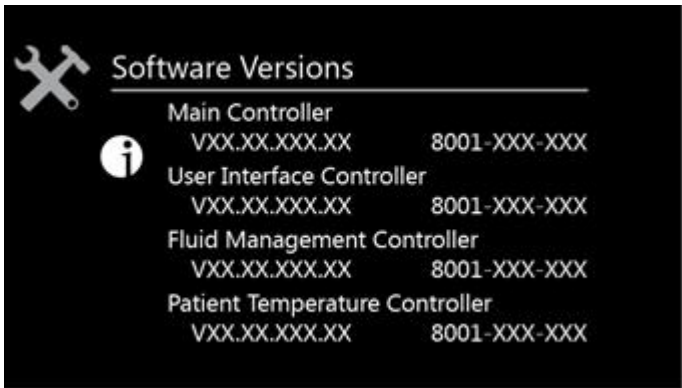 Software Versions
Main Controller
VXX.XX.XXX.XX 8001-XXX-XXX
User Interface Controller
VXX.XX.XXX.XX 8001-XXX-XXX
Fluid Management Controller
VXX.XX.XXX.XX 8001-XXX-XXX
Patient Temperature Controller
VXX.XX.XXX.XX 8001-XXX-XXX